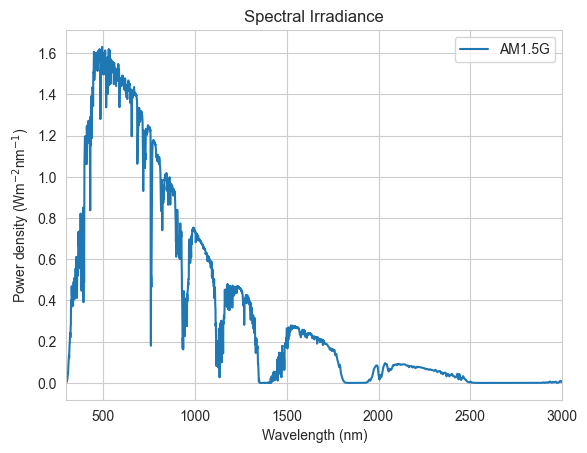 Spectral Irradiance
AM1.5G
Power density (Wm⁻²nm⁻¹)
1.6
1.4
1.2
1.0
0.8
0.6
0.4
0.2
0.0
500 1000 1500 2000 2500 3000
Wavelength (nm)